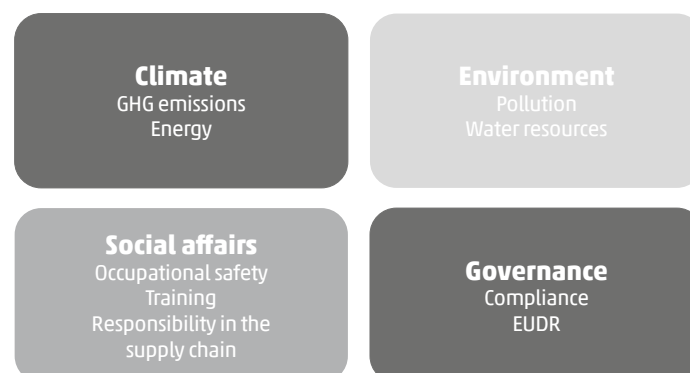 Climate
GHG emissions
Energy
Environment
Pollution
Water resources
Social affairs
Occupational safety
Training
Responsibility in the
supply chain
Governance
Compliance
EUDR